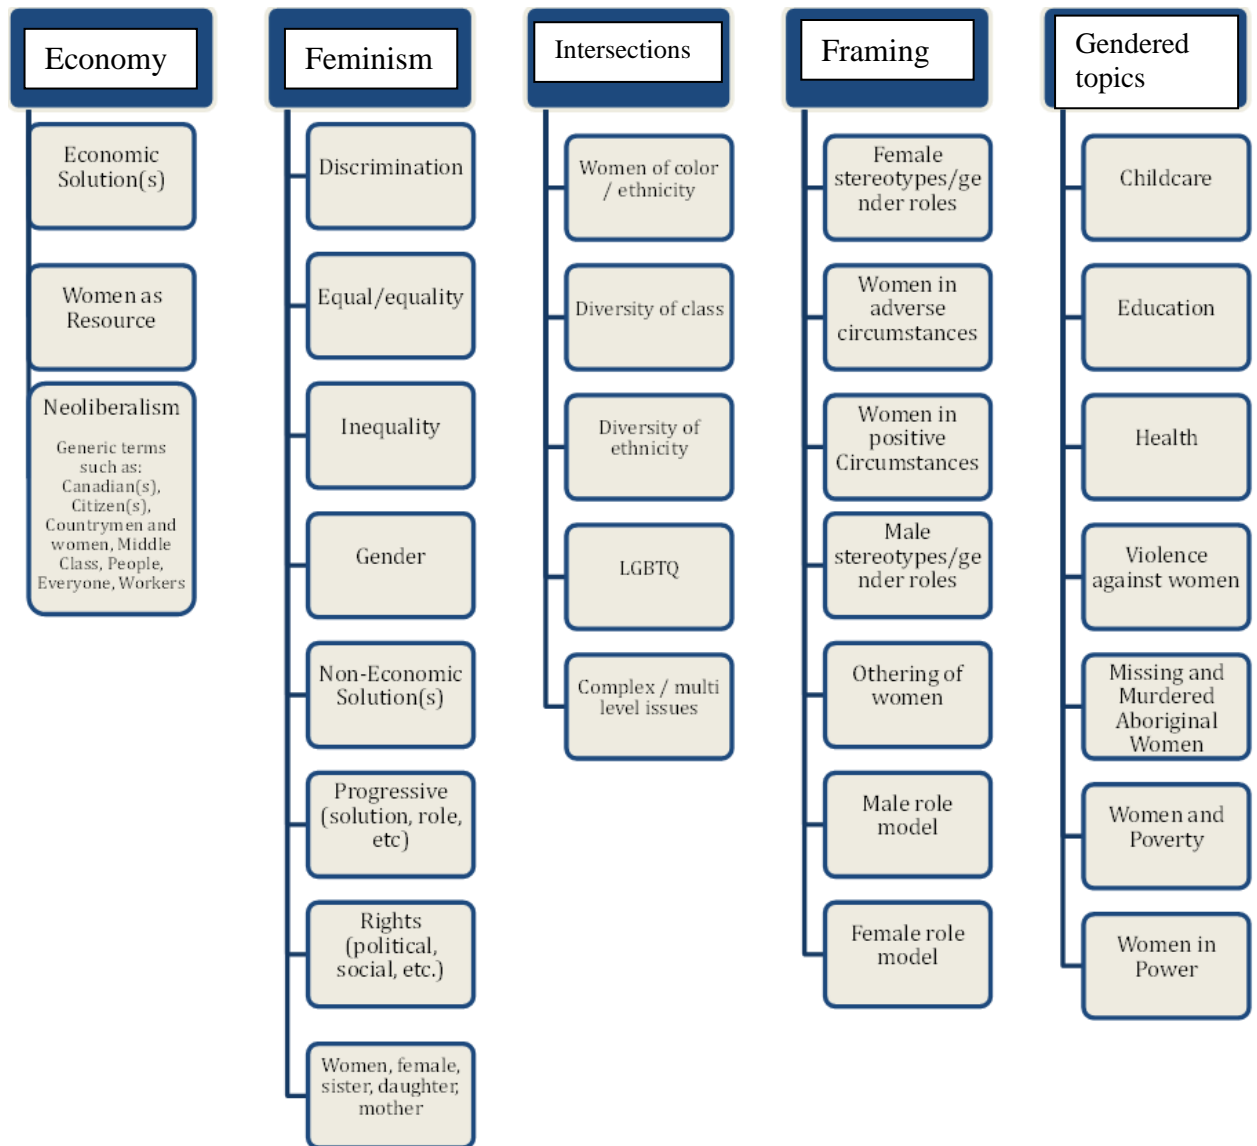 Economy
Economic
Solution(s)
Women as
Resource
Neoliberalism
Generic terms
such as:
Canadian(s),
Citizen(s),
Countrymen and
women, Middle
Class, People,
Everyone, Workers
Feminism
Discrimination
Equal/equality
Inequality
Gender
Non-Economic
Solution(s)
Progressive
(solution, role,
etc)
Rights
(political,
social, etc.)
Women, female,
sister, daughter,
mother
Intersections
Women of color
/ ethnicity
Diversity of class
Diversity of
ethnicity
LGBTQ
Complex / multi
level issues
Framing
Female
stereotypes/ge
nder roles
Women in
adverse
circumstances
Women in
positive
Circumstances
Male
stereotypes/ge
nder roles
Othering of
women
Male role
model
Female role
model
Gendered
topics
Childcare
Education
Health
Violence
against women
Missing and
Murdered
Aboriginal
Women
Women and
Poverty
Women in
Power